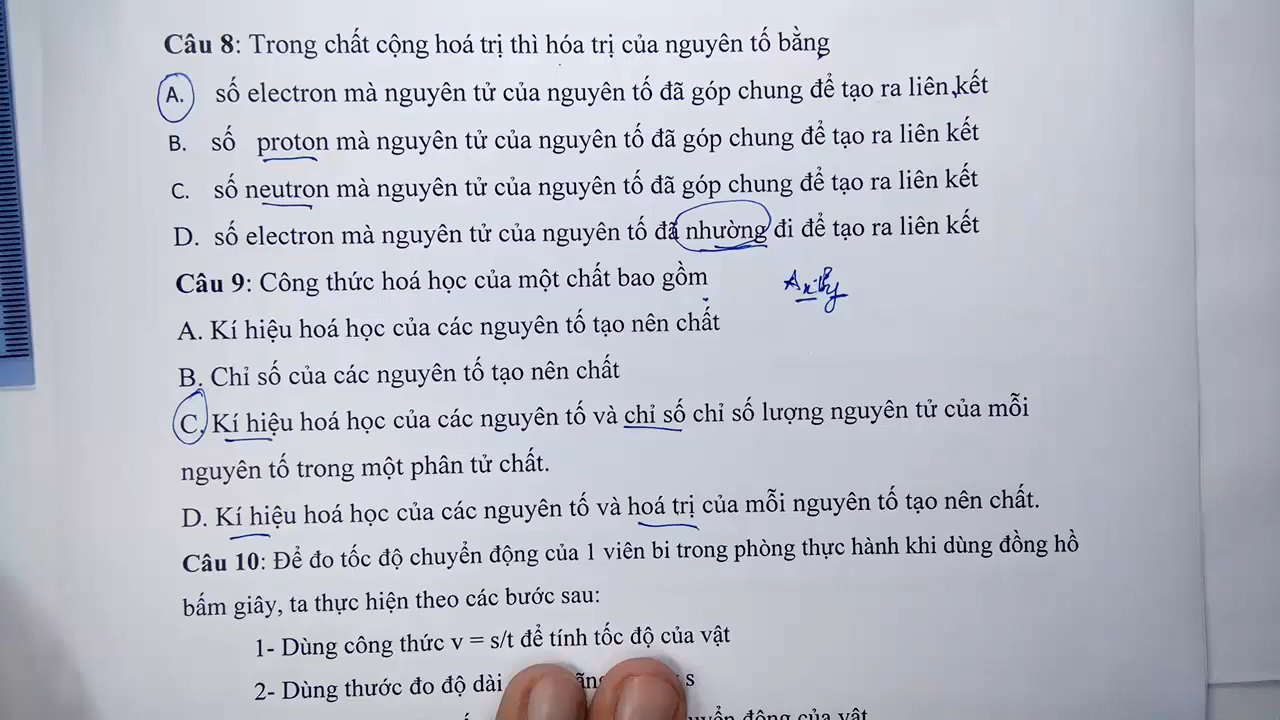 Câu 8: Trong chất cộng hoá trị thì hóa trị của nguyên tố bằng
A. số electron mà nguyên tử của nguyên tố đã góp chung để tạo ra liên kết
B. số proton mà nguyên tử của nguyên tố đã góp chung để tạo ra liên kết
C. số neutron mà nguyên tử của nguyên tố đã góp chung để tạo ra liên kết
D. số electron mà nguyên tử của nguyên tố đã nhường đi để tạo ra liên kết
Câu 9: Công thức hoá học của một chất bao gồm
AxBy
A. Kí hiệu hoá học của các nguyên tố tạo nên chất
B. Chỉ số của các nguyên tố tạo nên chất
C. Kí hiệu hoá học của các nguyên tố và chỉ số chỉ số lượng nguyên tử của mỗi
nguyên tố trong một phân tử chất.
D. Kí hiệu hoá học của các nguyên tố và hoá trị của mỗi nguyên tố tạo nên chất.
Câu 10: Để đo tốc độ chuyển động của 1 viên bi trong phòng thực hành khi dùng đồng hồ
bấm giây, ta thực hiện theo các bước sau:
1- Dùng công thức v = s/t để tính tốc độ của vật
2- Dùng thước đo độ dài s
động của vật